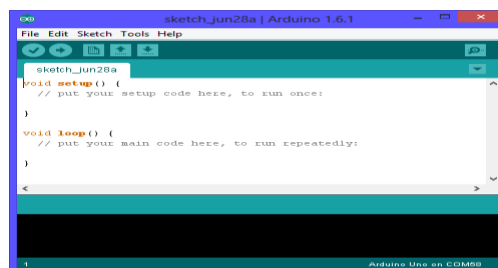 sketch_jun28a | Arduino 1.6.1
File Edit Sketch Tools Help
sketch_jun28a
void setup() {
// put your setup code here, to run once:
}
void loop() {
// put your main code here, to run repeatedly:
}
1
Arduino Uno on COM60